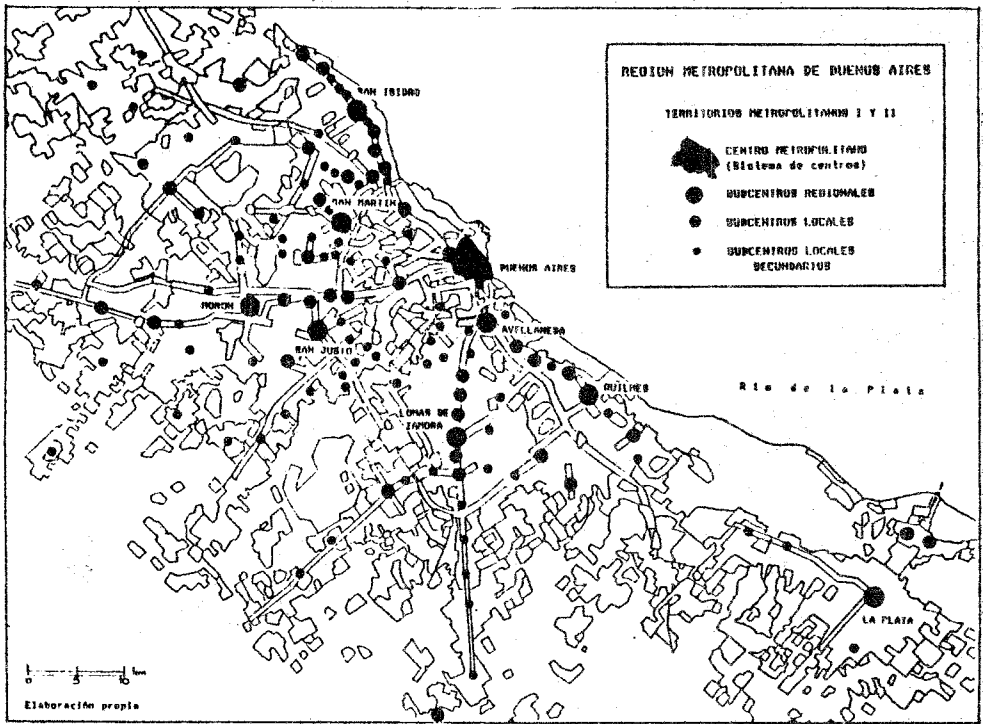 REGION METROPOLITANA DE BUENOS AIRES
TERRITORIOS METROPOLITANOS I Y II
CENTRO METROPOLITANO
(Sistema de centros)
SUBCENTROS REGIONALES
SUBCENTROS LOCALES
SUBCENTROS LOCALES
SECUNDARIOS
SAN ISIDRO
SAN MARTIN
BUENOS AIRES
MORON
AVELLANEDA
SAN JUSTO
QUILMES
Rio de la Plata
LOMAS DE
ZAMORA
LA PLATA
0 5 10 km
Elaboración propia